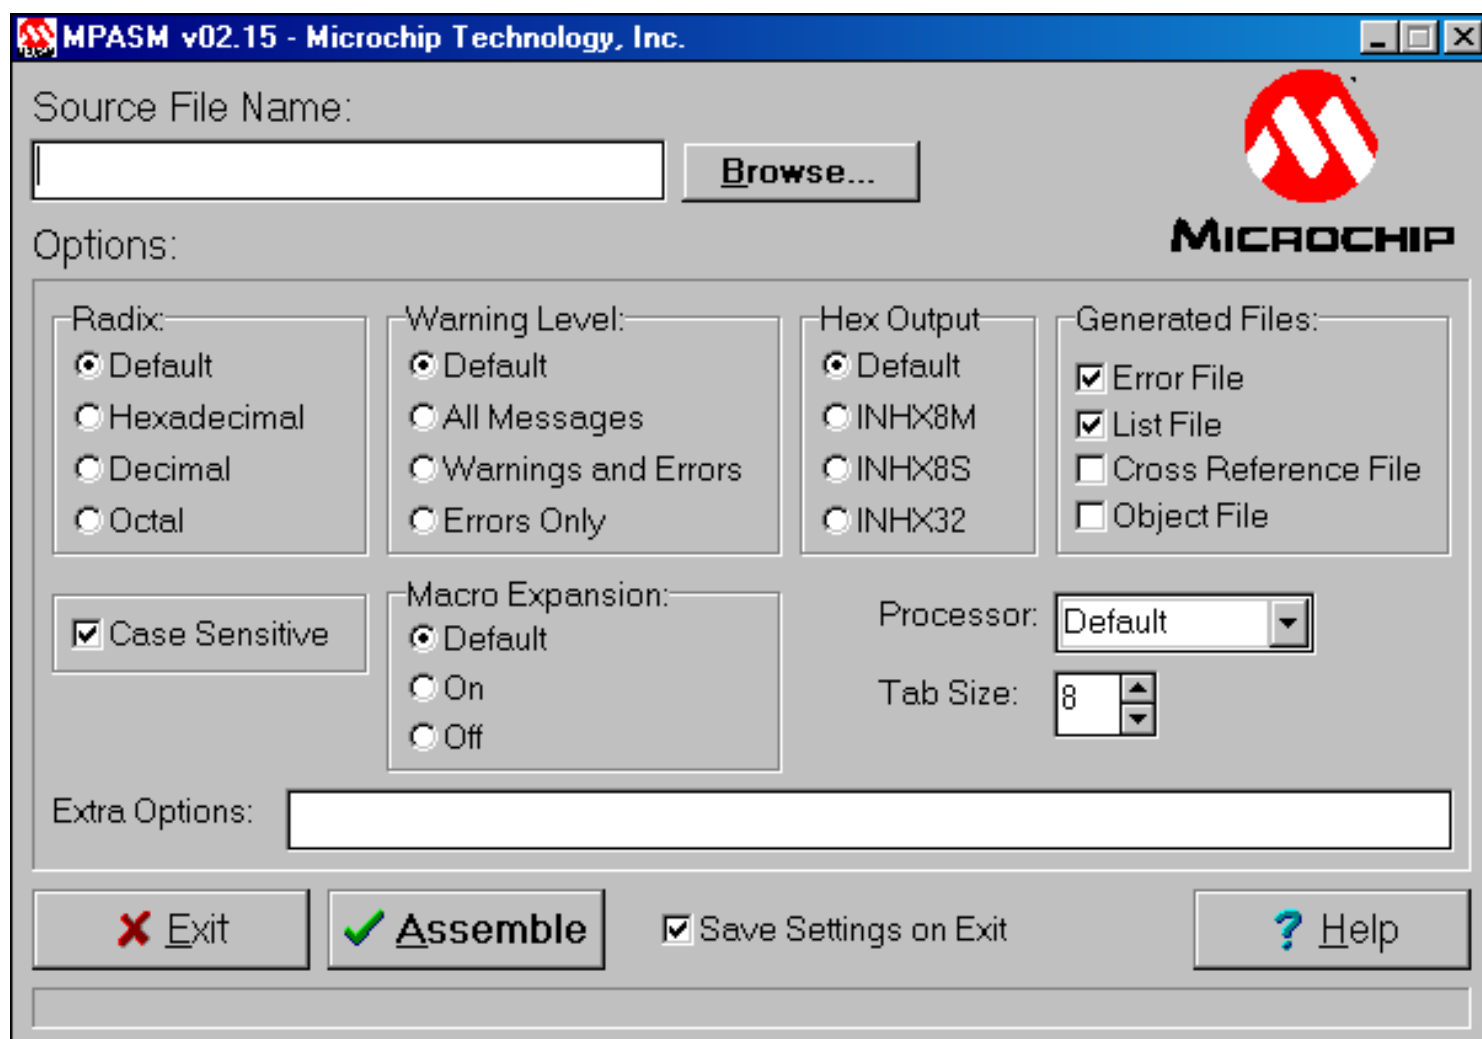 MPASM v02.15 - Microchip Technology, Inc.
Source File Name:
Browse...
MICROCHIP
Options:
Radix:
Default
Hexadecimal
Decimal
Octal
Warning Level:
Default
All Messages
Warnings and Errors
Errors Only
Hex Output
Default
INHX8M
INHX8S
INHX32
Generated Files:
Error File
List File
Cross Reference File
Object File
Case Sensitive
Macro Expansion:
Default
On
Off
Processor: Default
Tab Size: 8
Extra Options:
Exit
Assemble
Save Settings on Exit
? Help